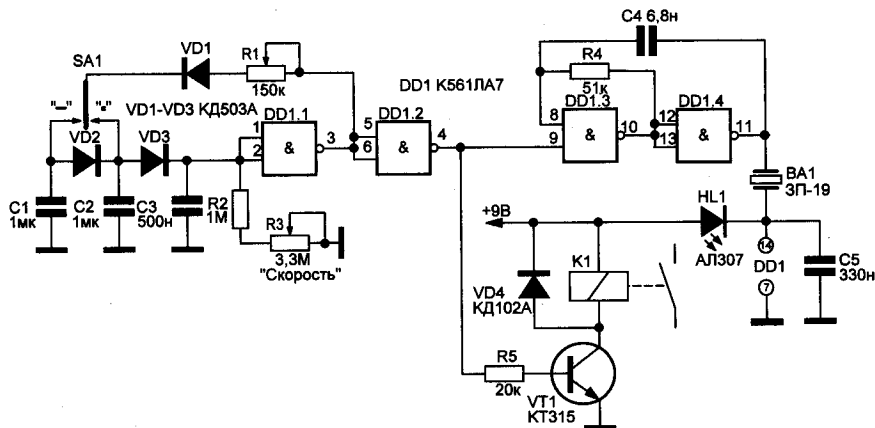 C4 6,8н
SA1
VD1
R1
150к
R4
51к
DD1 К561ЛА7
"—"
"▪"
VD1-VD3 КД503А
DD1.1
DD1.2
DD1.3
DD1.4
1
2
&
3
5
6
&
4
8
9
&
10
12
13
&
11
VD2
VD3
C1
1мк
C2
1мк
C3
500н
R2
1М
R3
3,3М
"Скорость"
BA1
ЗП-19
+9В
HL1
АЛ307
14
DD1
7
C5
330н
K1
VD4
КД102А
R5
20к
VT1
КТ315